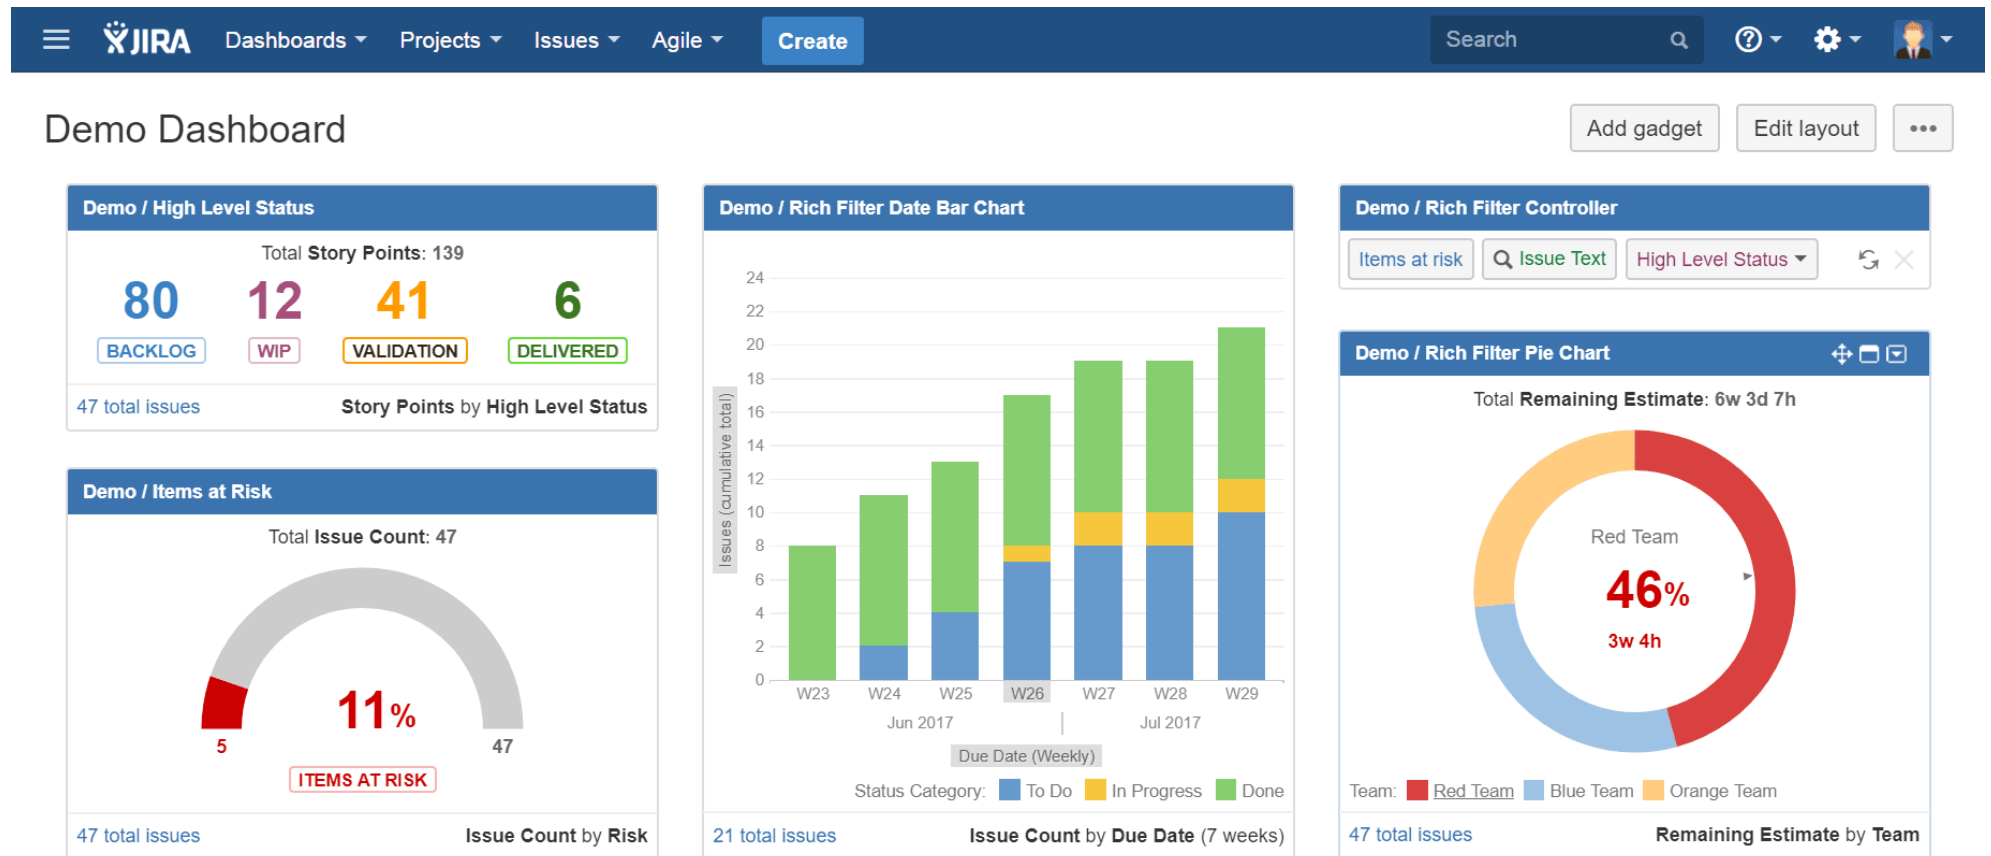 JIRA Dashboards Projects Issues Agile Create Search
Demo Dashboard
Add gadget Edit layout
Demo / High Level Status
Total Story Points: 139
80 12 41 6
BACKLOG WIP VALIDATION DELIVERED
47 total issues Story Points by High Level Status
Demo / Items at Risk
Total Issue Count: 47
11%
5 47
ITEMS AT RISK
47 total issues Issue Count by Risk
Demo / Rich Filter Date Bar Chart
Issues (cumulative total)
24
22
20
18
16
14
12
10
8
6
4
2
0
W23 W24 W25 W26 W27 W28 W29
Jun 2017 Jul 2017
Due Date (Weekly)
Status Category: To Do In Progress Done
21 total issues Issue Count by Due Date (7 weeks)
Demo / Rich Filter Controller
Items at risk Issue Text High Level Status
Demo / Rich Filter Pie Chart
Total Remaining Estimate: 6w 3d 7h
Red Team
46%
3w 4h
Team: Red Team Blue Team Orange Team
47 total issues Remaining Estimate by Team